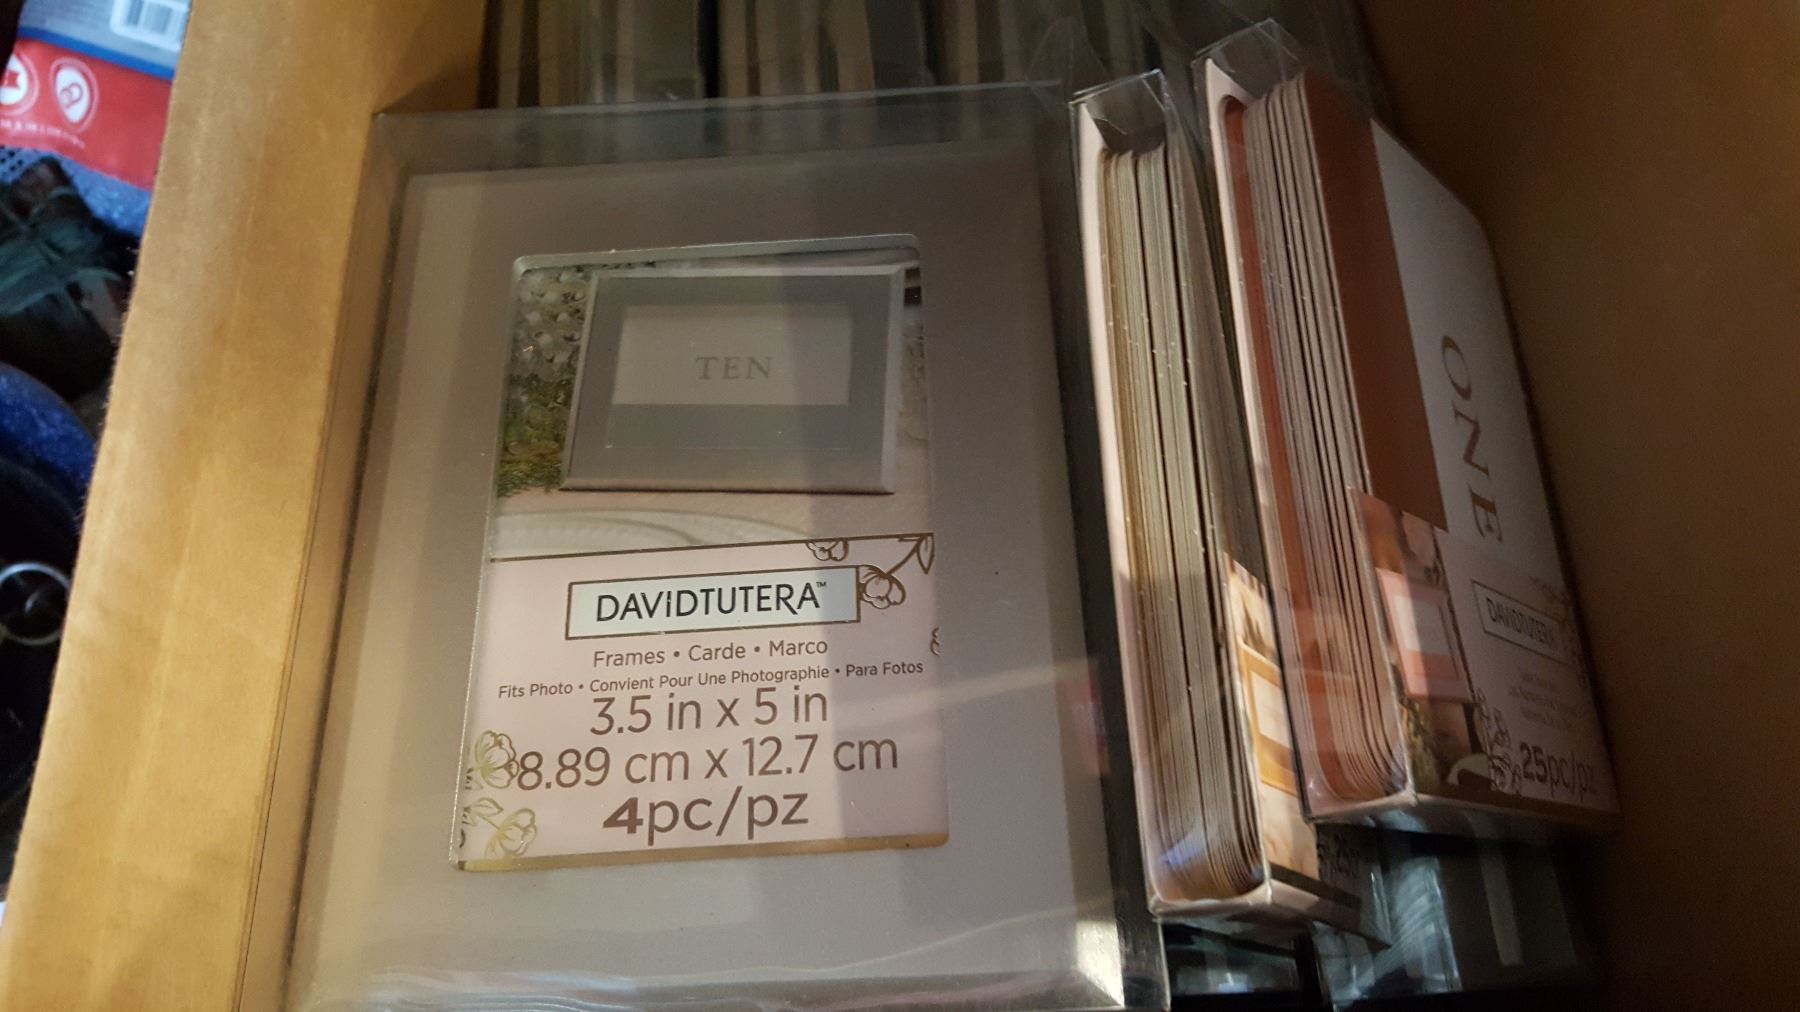 TEN
DAVIDTUTERA™
Frames • Carde • Marco
Fits Photo • Convient Pour Une Photographie • Para Fotos
3.5 in x 5 in
8.89 cm x 12.7 cm
4pc/pz
ONE
DAVIDTUTERA
25pc/pz